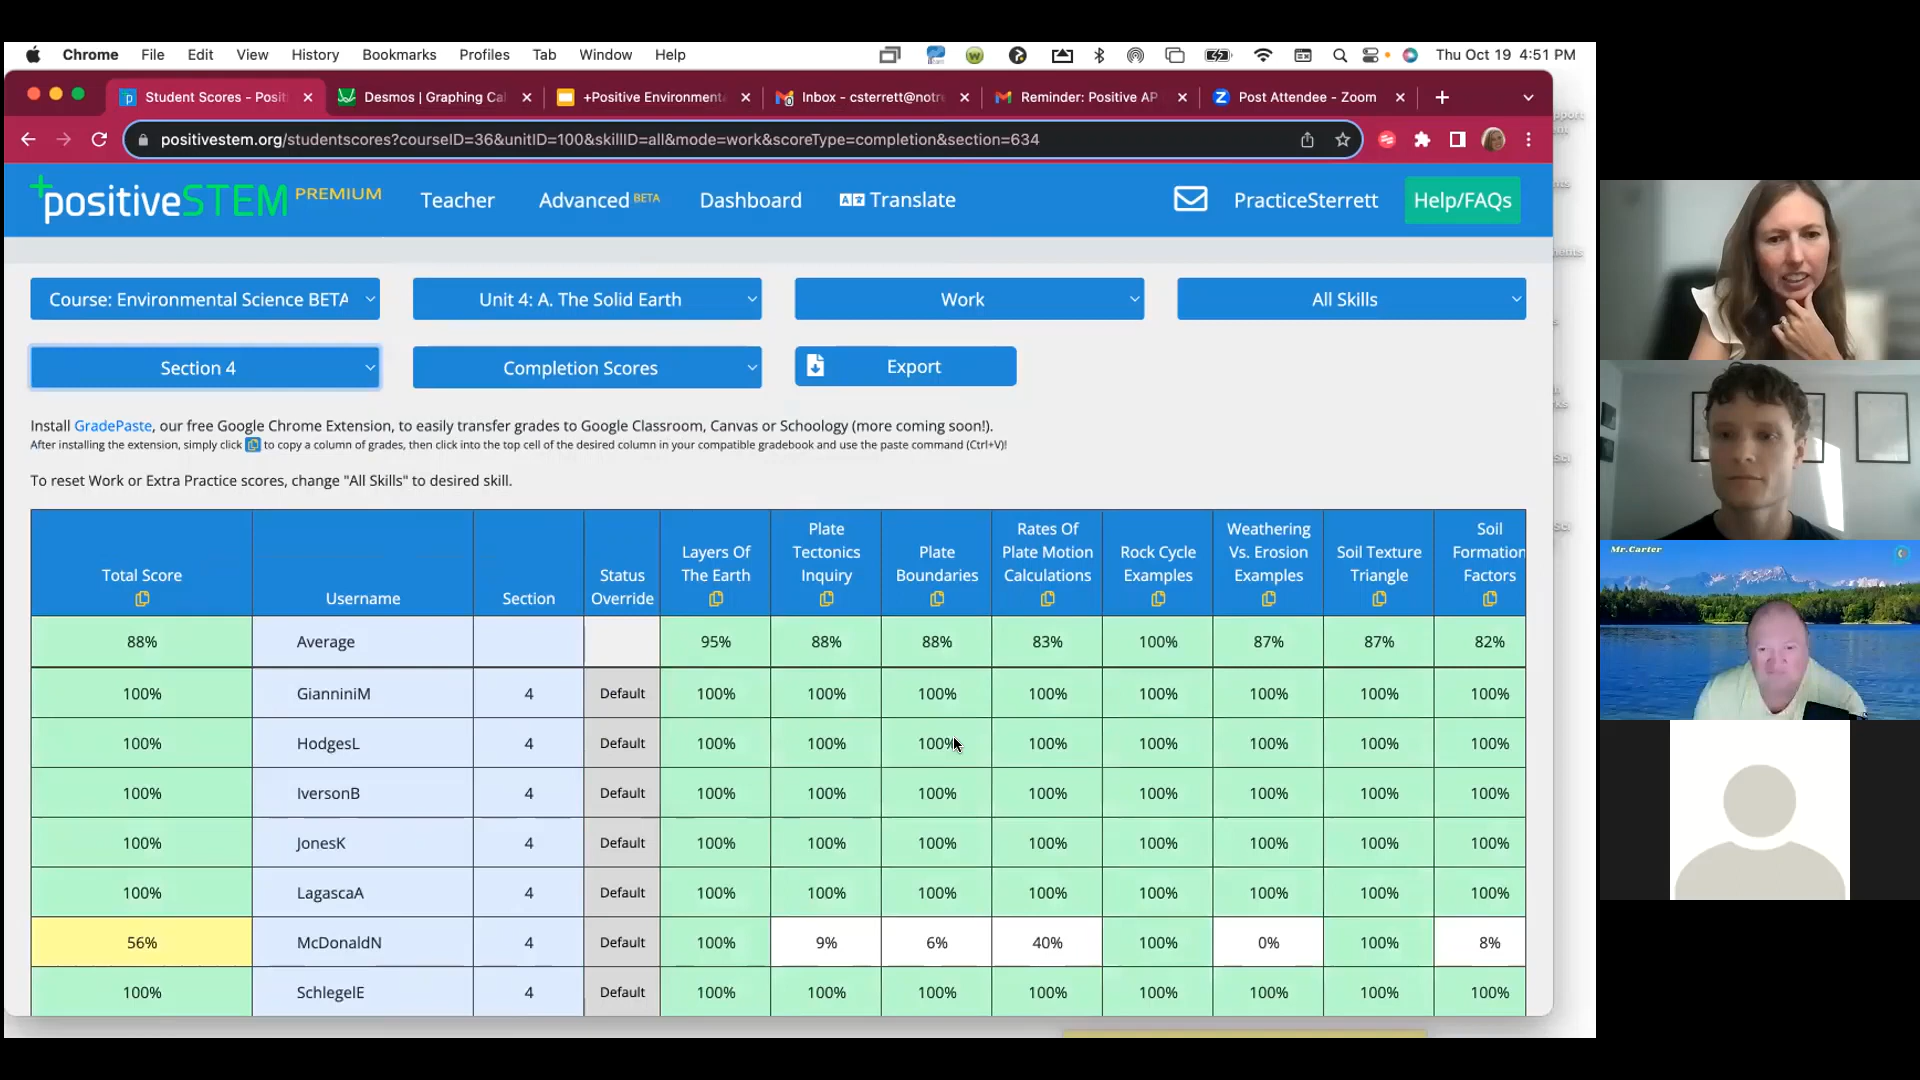 Chrome File Edit View History Bookmarks Profiles Tab Window Help Thu Oct 19 4:51 PM
Student Scores - Posit Desmos | Graphing Cal +Positive Environment Inbox - csterrett@notre Reminder: Positive AP Post Attendee - Zoom
positivestem.org/studentscores?courseID=36&unitID=100&skillID=all&mode=work&scoreType=completion&section=634
+positiveSTEM PREMIUM Teacher Advanced BETA Dashboard Translate PracticeSterrett Help/FAQs
Course: Environmental Science BETA Unit 4: A. The Solid Earth Work All Skills
Section 4 Completion Scores Export
Install GradePaste, our free Google Chrome Extension, to easily transfer grades to Google Classroom, Canvas or Schoology (more coming soon!).
After installing the extension, simply click to copy a column of grades, then click into the top cell of the desired column in your compatible gradebook and use the paste command (Ctrl+V)!
To reset Work or Extra Practice scores, change "All Skills" to desired skill.
Total Score Username Section Status Override Layers Of The Earth Plate Tectonics Inquiry Plate Boundaries Rates Of Plate Motion Calculations Rock Cycle Examples Weathering Vs. Erosion Examples Soil Texture Triangle Soil Formation Factors
88% Average 95% 88% 88% 83% 100% 87% 87% 82%
100% GianniniM 4 Default 100% 100% 100% 100% 100% 100% 100% 100%
100% HodgesL 4 Default 100% 100% 100% 100% 100% 100% 100% 100%
100% IversonB 4 Default 100% 100% 100% 100% 100% 100% 100% 100%
100% JonesK 4 Default 100% 100% 100% 100% 100% 100% 100% 100%
100% LagascaA 4 Default 100% 100% 100% 100% 100% 100% 100% 100%
56% McDonaldN 4 Default 100% 9% 6% 40% 100% 0% 100% 8%
100% SchlegelE 4 Default 100% 100% 100% 100% 100% 100% 100% 100%
Mr.Carter